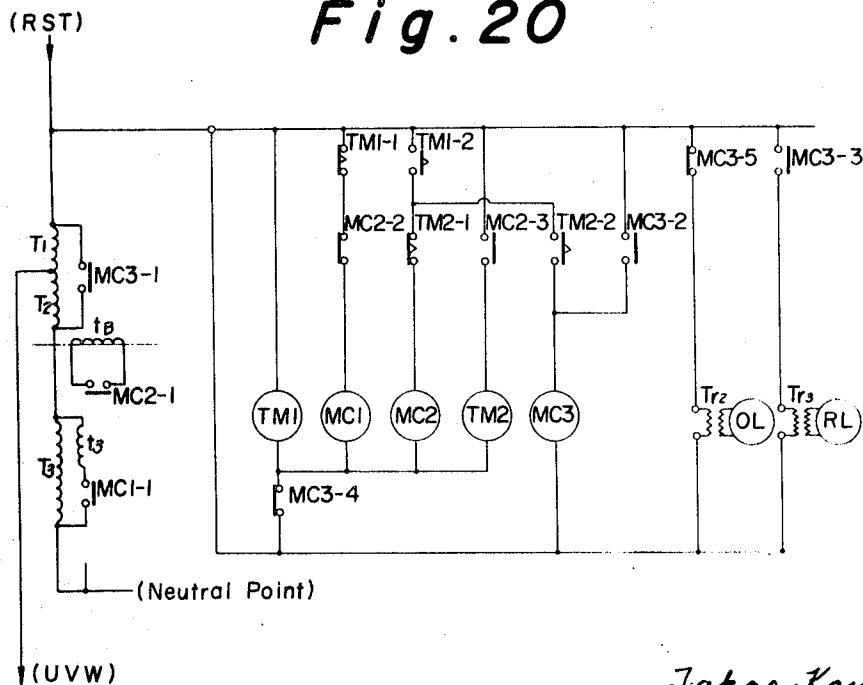 Fig. 20
(RST)
TM1-1
TM1-2
MC3-5
MC3-3
MC2-2
TM2-1
MC2-3
TM2-2
MC3-2
T1
MC3-1
T2
tB
MC2-1
TM1
MC1
MC2
TM2
MC3
Tr2
OL
Tr3
RL
T3
t3
MC1-1
MC3-4
(Neutral Point)
(UVW)